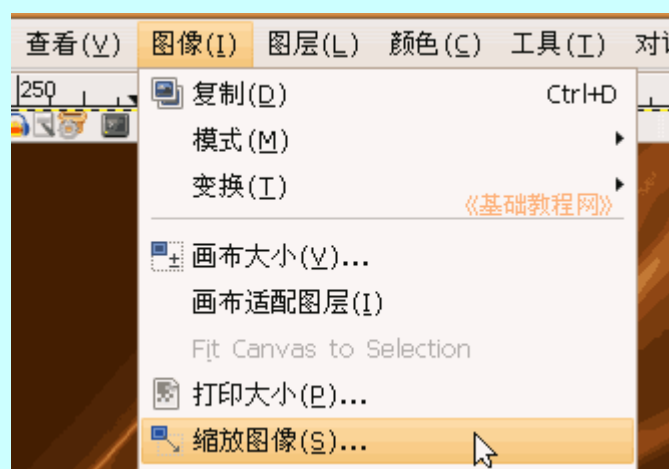 查看(V) 图像(I) 图层(L) 颜色(C) 工具(T)
250
复制(D) Ctrl+D
模式(M)
变换(T)
《基础教程网》
画布大小(V)...
画布适配图层(I)
Fit Canvas to Selection
打印大小(P)...
缩放图像(S)...